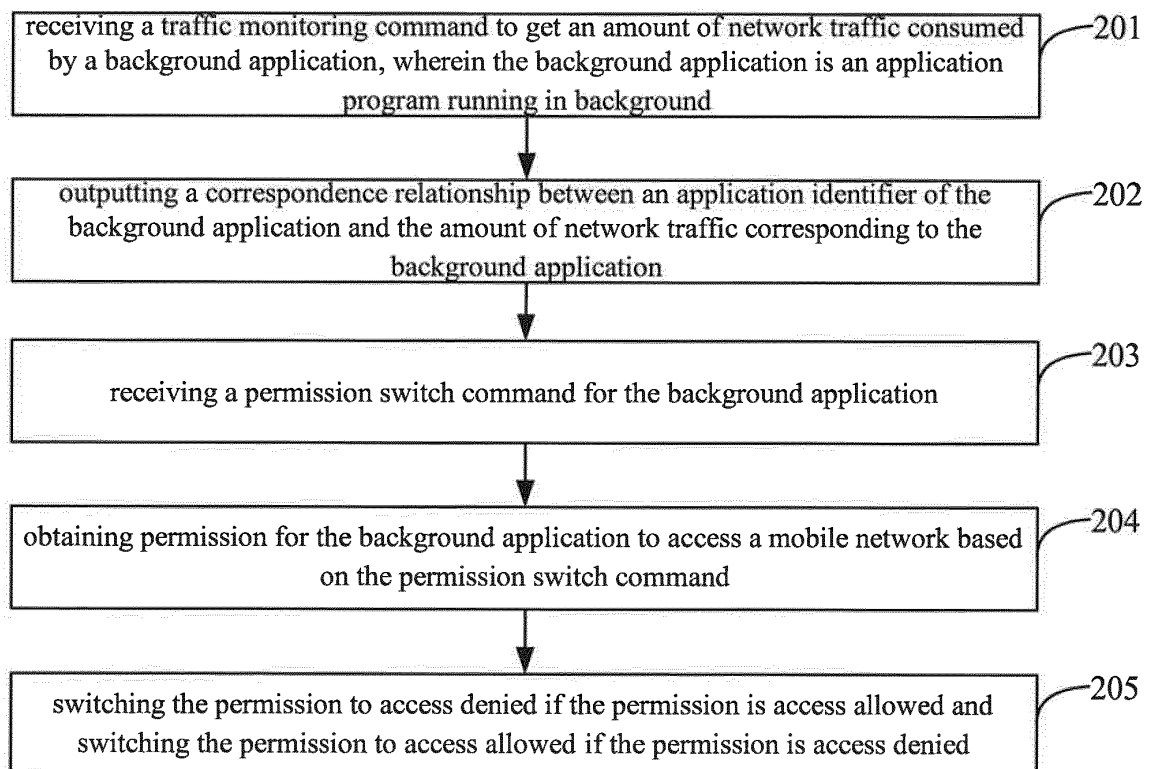 receiving a traffic monitoring command to get an amount of network traffic consumed
by a background application, wherein the background application is an application
program running in background
201
outputting a correspondence relationship between an application identifier of the
background application and the amount of network traffic corresponding to the
background application
202
receiving a permission switch command for the background application
203
obtaining permission for the background application to access a mobile network based
on the permission switch command
204
switching the permission to access denied if the permission is access allowed and
switching the permission to access allowed if the permission is access denied
205